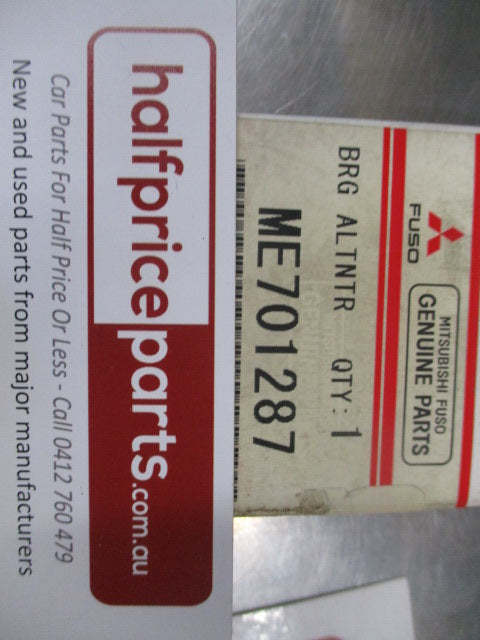 FUSO
MITSUBISHI FUSO
GENUINE PARTS
BRG ALTNTR QTY: 1
ME701287
halfpriceparts.com.au
Car Parts For Half Price Or Less - Call 0412 760 479
New and used parts from major manufacturers